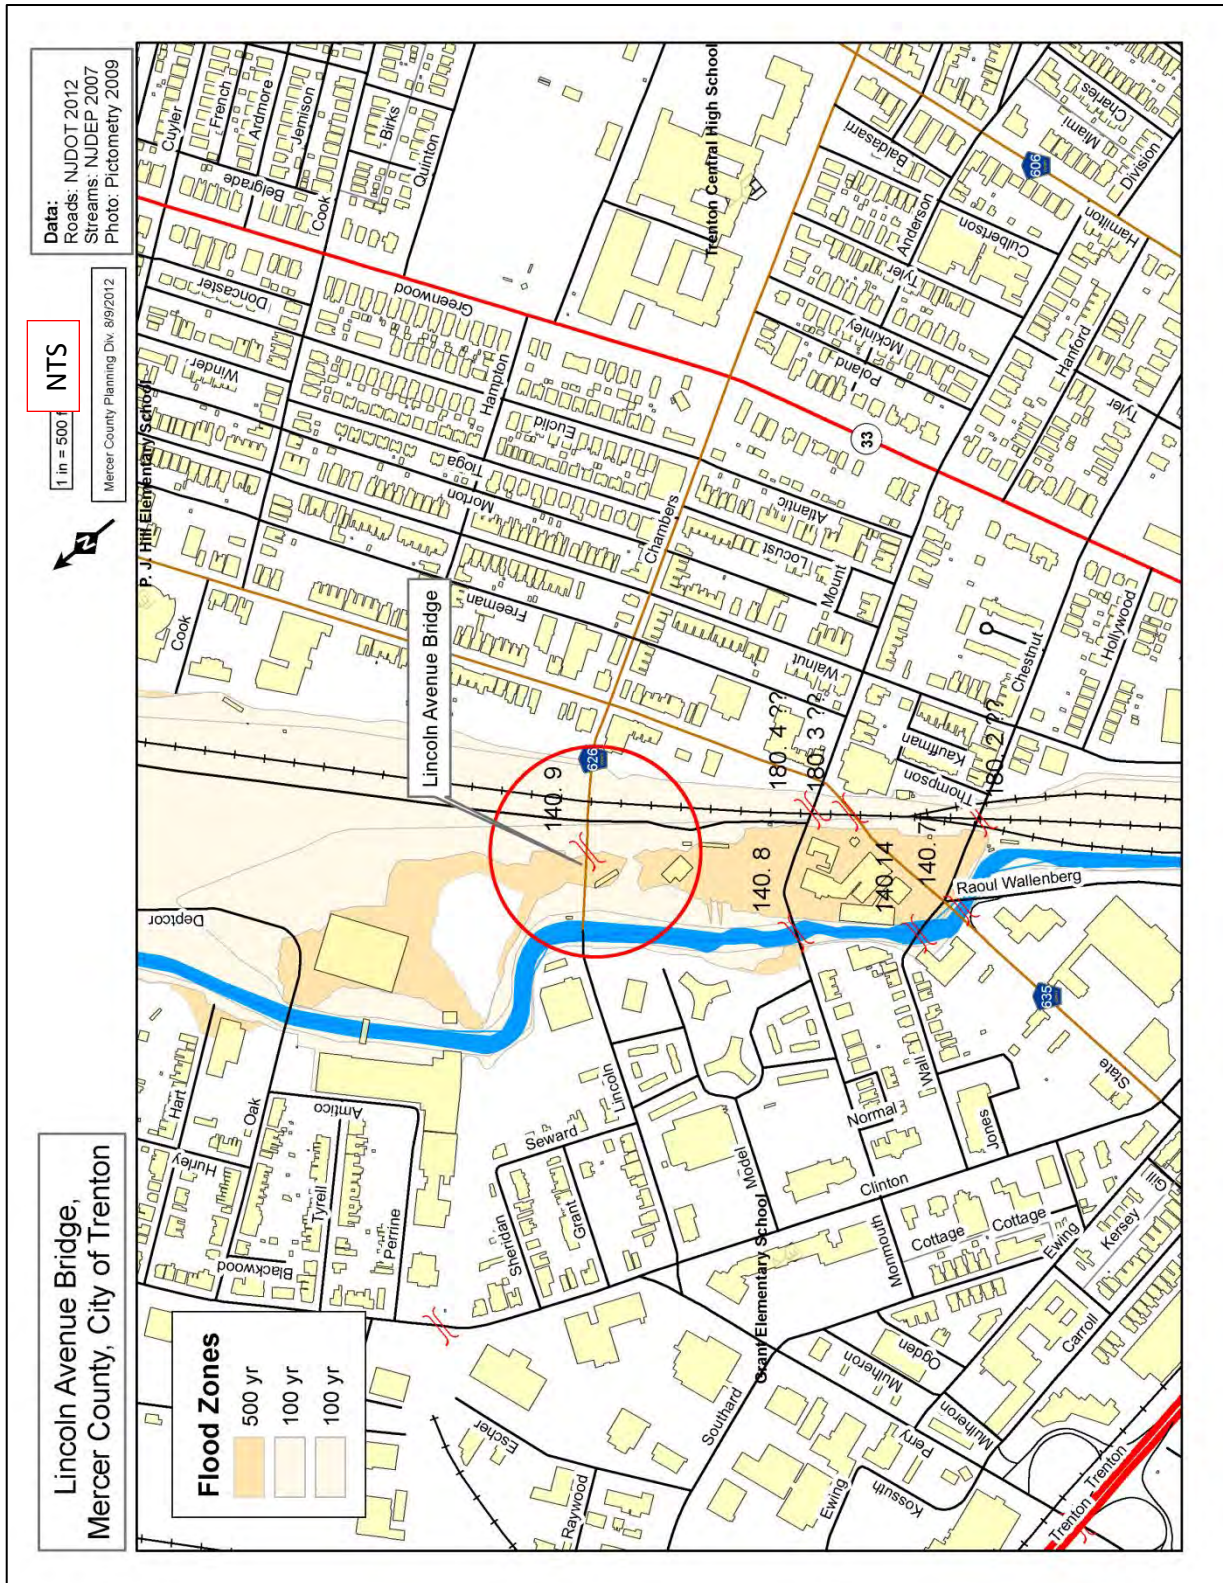 Lincoln Avenue Bridge,
Mercer County, City of Trenton
1 in = 500 f
NTS
Mercer County Planning Div. 8/9/2012
Data:
Roads: NJDOT 2012
Streams: NJDEP 2007
Photo: Pictometry 2009
N
Flood Zones
500 yr
100 yr
100 yr
Lincoln Avenue Bridge
P. J. Hill Elementary School
Trenton Central High School
Grant Elementary School
Cuyler
French
Ardmore
Jemison
Belgrade
Cook
Birks
Quinton
Doncaster
Winder
Greenwood
Hampton
Euclid
Tioga
Morton
Freeman
Cook
Chambers
Atlantic
Locust
Mount
Walnut
33
Poland
Mckinley
Tyler
Anderson
Baldasarri
Culbertson
606
Hamilton
Charles
Miami
Division
Hanford
Tyler
Chestnut
Hollywood
Kauffman
Thompson
626
140. 9
180. 4 ??
180. 3 ??
180. 2 ??
140. 8
140.14
140. 7
Raoul Wallenberg
635
State
Deptcor
Hart
Hurley
Oak
Amtico
Tyrell
Perrine
Blackwood
Seward
Lincoln
Sheridan
Grant
Model
Normal
Wall
Jones
Clinton
Monmouth
Cottage
Cottage
Ewing
Kersey
Gill
Carroll
Ogden
Mulheron
Mulheron
Perry
Southard
Ewing
Kossuth
Escher
Raywood
Trenton
Trenton